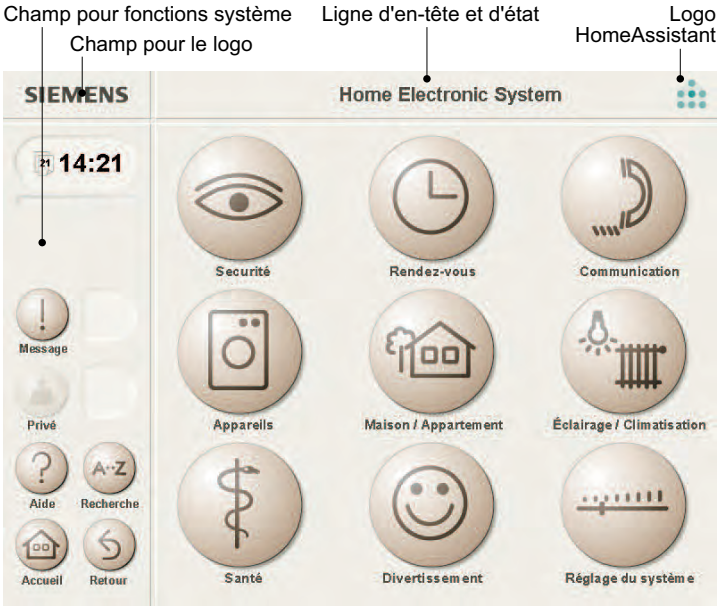 Champ pour fonctions système
Ligne d'en-tête et d'état
Logo
HomeAssistant
Champ pour le logo
SIEMENS
Home Electronic System
21 14:21
Securité
Rendez-vous
Communication
Message
Appareils
Maison / Appartement
Éclairage / Climatisation
Privé
A··Z
Aide
Recherche
Accueil
Retour
Santé
Divertissement
Réglage du système